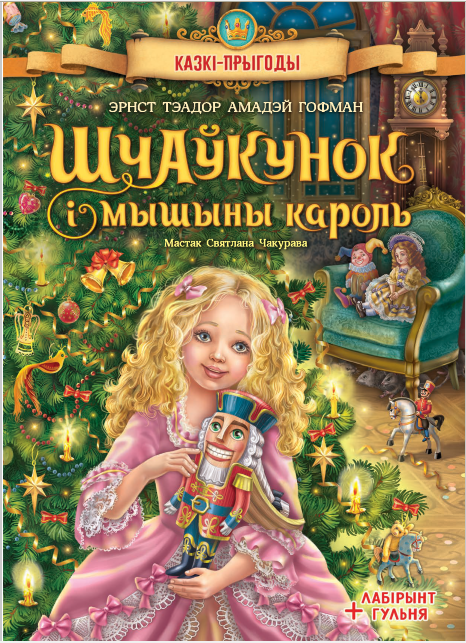 КАЗКІ-ПРЫГОДЫ
ЭРНСТ ТЭАДОР АМАДЭЙ ГОФМАН
ШЧАЎКУНОК
І МЫШЫНЫ КАРОЛЬ
Мастак Святлана Чакурава
+ ЛАБІРЫНТ
ГУЛЬНЯ